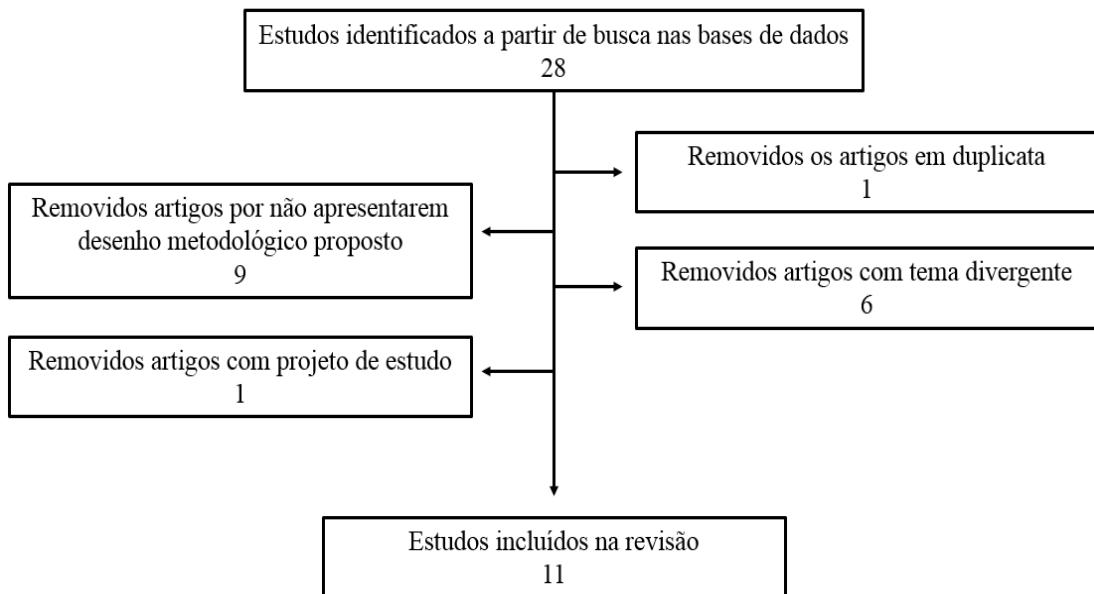 Estudos identificados a partir de busca nas bases de dados
28
Removidos os artigos em duplicata
1
Removidos artigos por não apresentarem
desenho metodológico proposto
9
Removidos artigos com tema divergente
6
Removidos artigos com projeto de estudo
1
Estudos incluídos na revisão
11